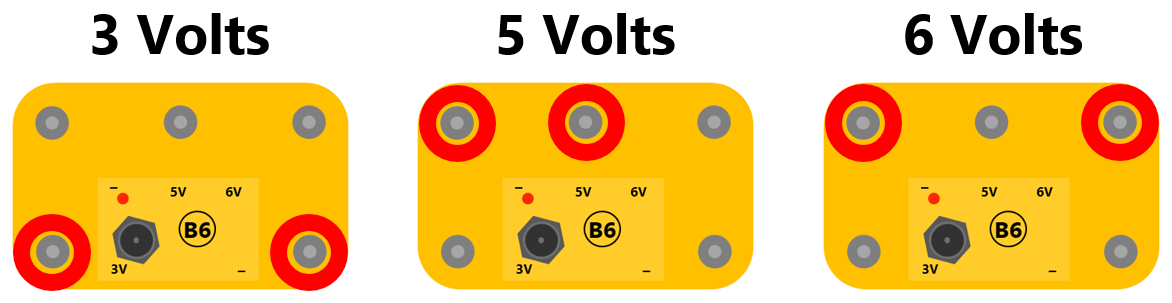 3 Volts 5 Volts 6 Volts
– 5V 6V – 5V 6V – 5V 6V
B6 B6 B6
3V – 3V – 3V –